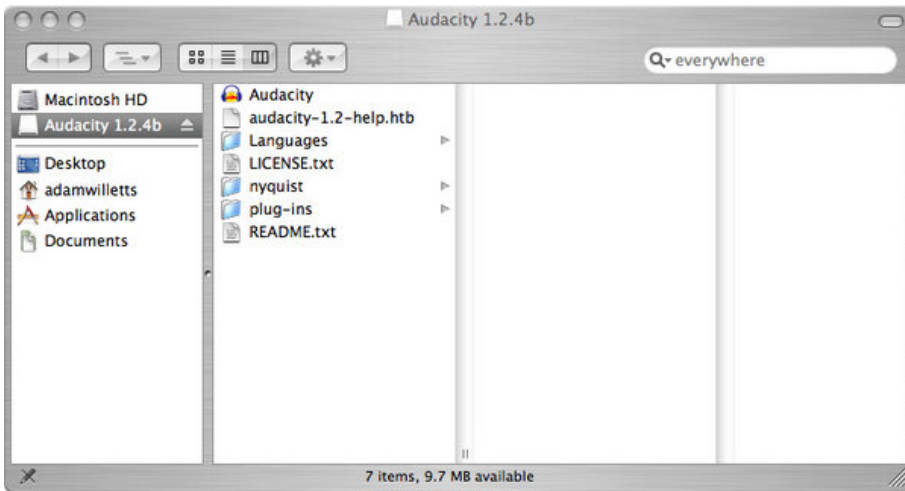 Audacity 1.2.4b
everywhere
Macintosh HD
Audacity 1.2.4b
Desktop
adamwilletts
Applications
Documents
Audacity
audacity-1.2-help.htb
Languages
LICENSE.txt
nyquist
plug-ins
README.txt
7 items, 9.7 MB available